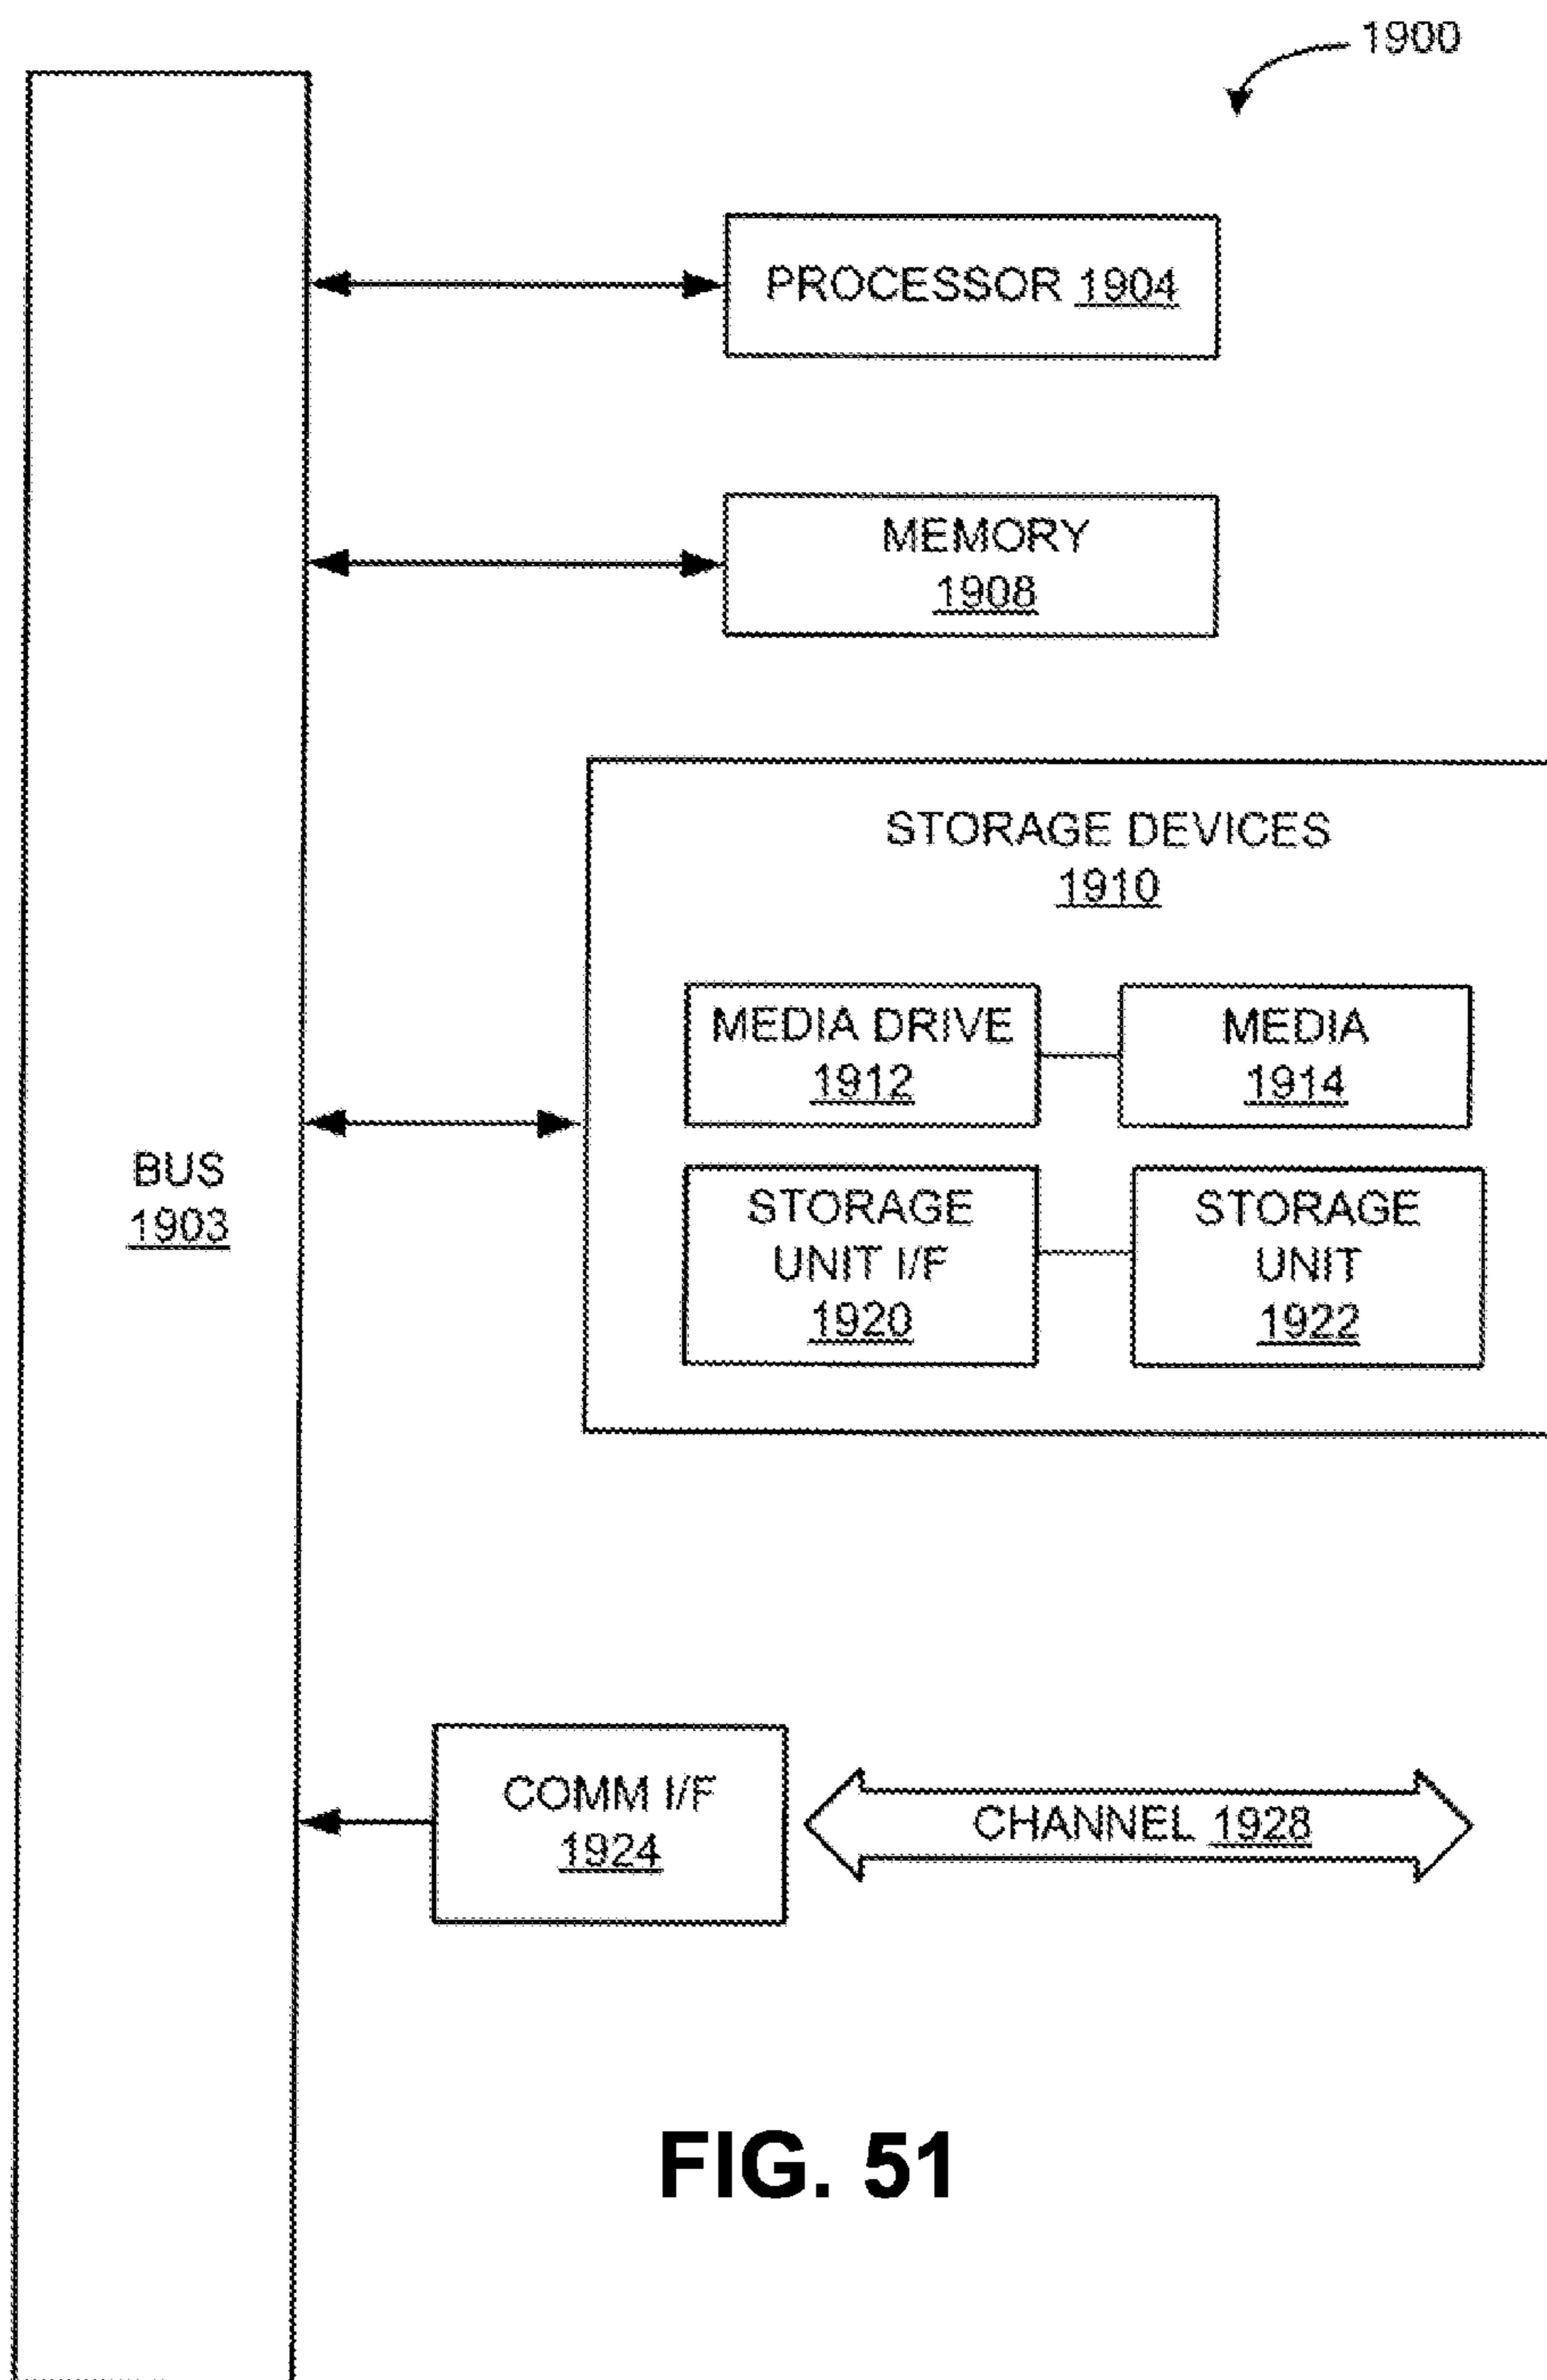 1900
PROCESSOR 1904
MEMORY
1908
STORAGE DEVICES
1910
MEDIA DRIVE
1912
MEDIA
1914
BUS
1903
STORAGE
UNIT I/F
1920
STORAGE
UNIT
1922
COMM I/F
1924
CHANNEL 1928
FIG. 51